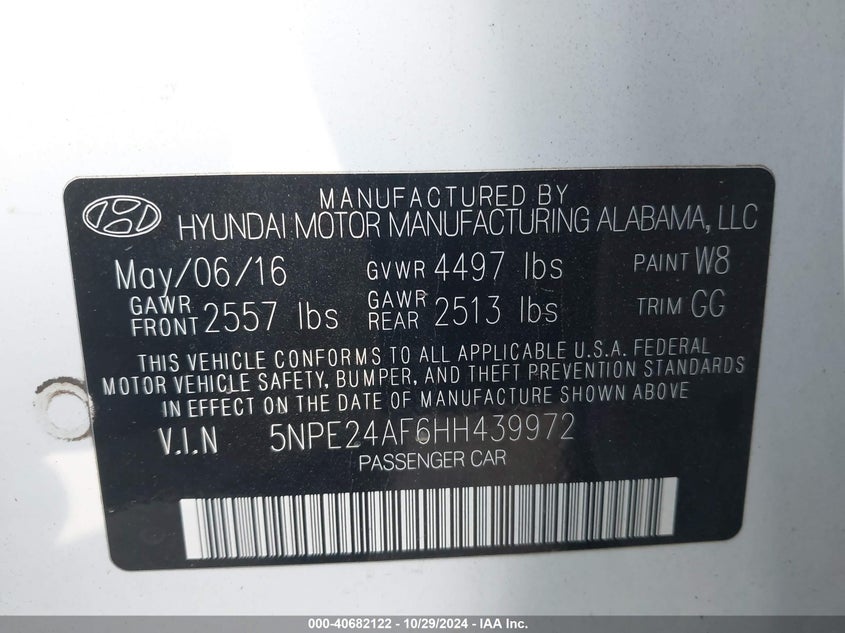 MANUFACTURED BY
HYUNDAI MOTOR MANUFACTURING ALABAMA, LLC
May/06/16 GVWR 4497 lbs PAINT W8
GAWR FRONT 2557 lbs GAWR REAR 2513 lbs TRIM GG
THIS VEHICLE CONFORMS TO ALL APPLICABLE U.S.A. FEDERAL
MOTOR VEHICLE SAFETY, BUMPER, AND THEFT PREVENTION STANDARDS
IN EFFECT ON THE DATE OF MANUFACTURE SHOWN ABOVE
V.I.N 5NPE24AF6HH439972
PASSENGER CAR
000-40682122 - 10/29/2024 - IAA Inc.